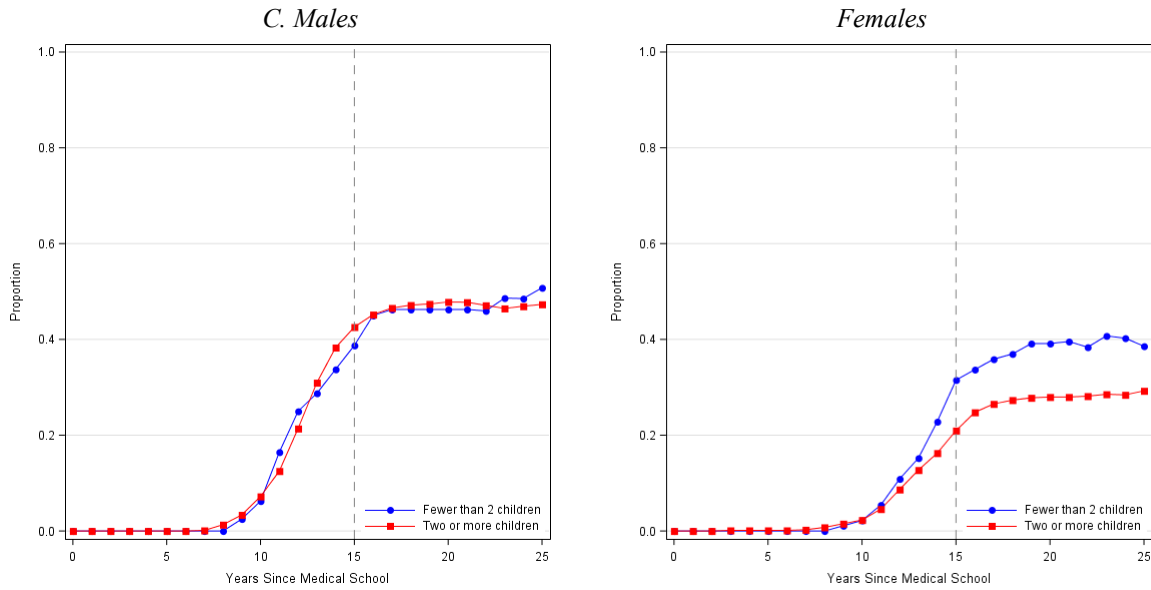 C. Males
1.0
0.8
0.6
0.4
0.2
0.0
Proportion
Fewer than 2 children
Two or more children
0 5 10 15 20 25
Years Since Medical School
Females
1.0
0.8
0.6
0.4
0.2
0.0
Proportion
Fewer than 2 children
Two or more children
0 5 10 15 20 25
Years Since Medical School